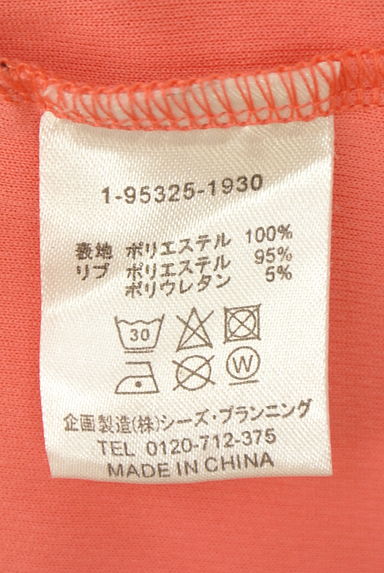 1-95325-1930
表地 ポリエステル 100%
リブ ポリエステル 95%
ポリウレタン 5%
30
W
企画製造(株)シーズ・プランニング
TEL 0120-712-375
MADE IN CHINA